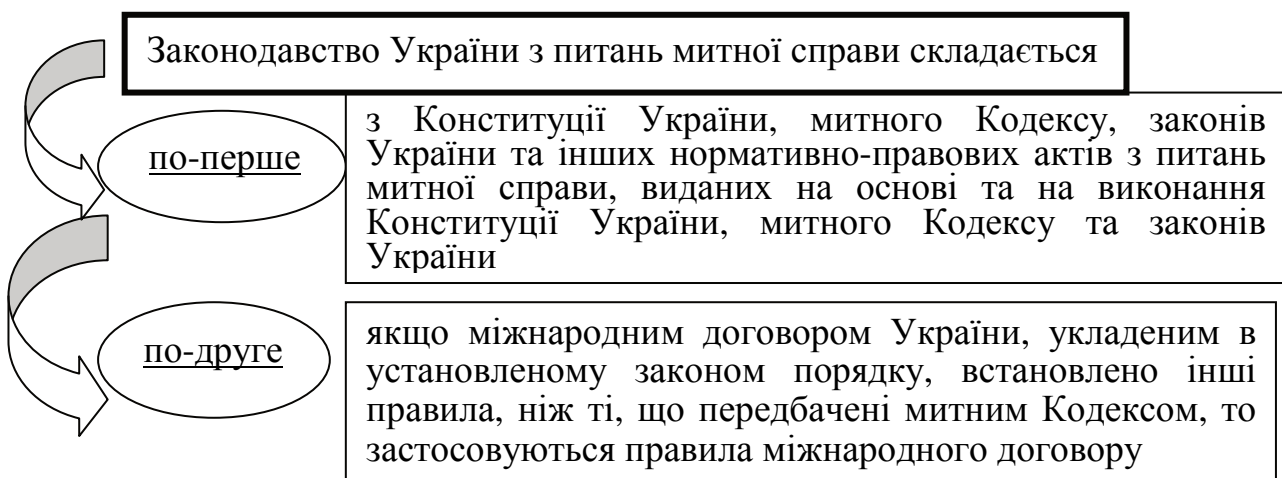 Законодавство України з питань митної справи складається
по-перше
з Конституції України, митного Кодексу, законів
України та інших нормативно-правових актів з питань
митної справи, виданих на основі та на виконання
Конституції України, митного Кодексу та законів
України
по-друге
якщо міжнародним договором України, укладеним в
установленому законом порядку, встановлено інші
правила, ніж ті, що передбачені митним Кодексом, то
застосовуються правила міжнародного договору